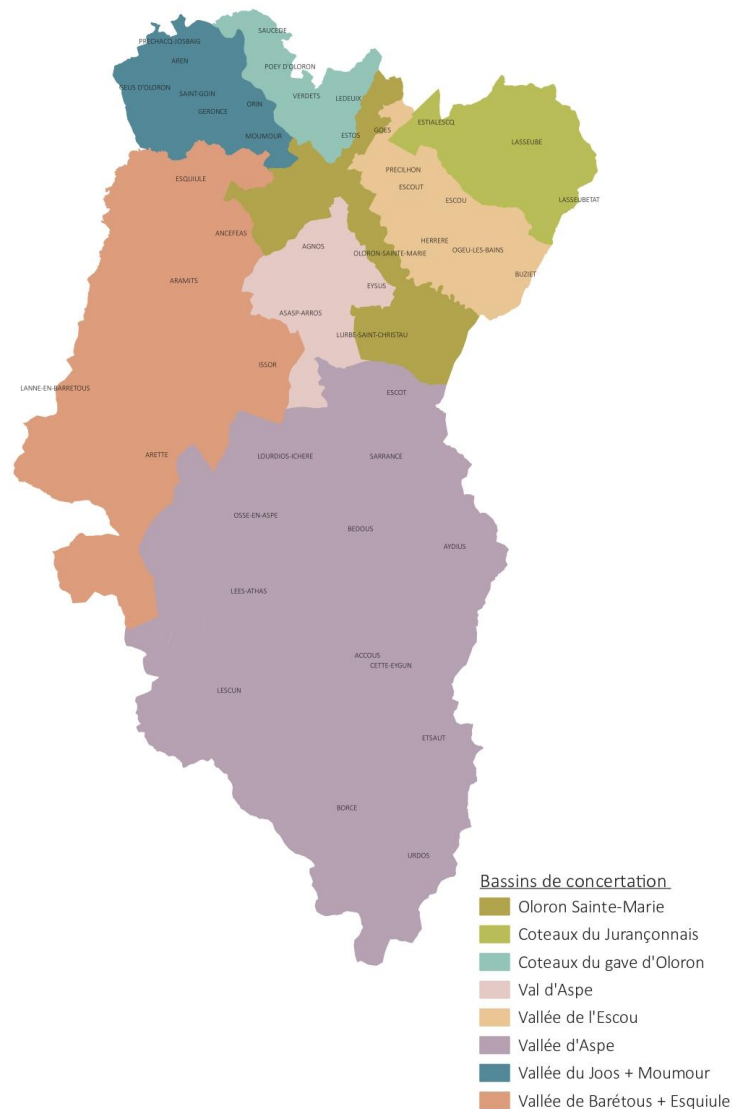 SAUCEDE
PRECHACQ-JOSBAIG
AREN
POEY D'OLORON
GEUS D'OLORON
SAINT-GOIN
VERDETS
LEDEUIX
ORIN
GERONCE
ESTIALESCQ
GOES
MOUMOUR
ESTOS
LASSEUBE
PRECILHON
ESQUIULE
ESCOUT
ESCOU
LASSEUBETAT
ANCEFEAS
HERRERE
AGNOS
OGEU-LES-BAINS
OLORON-SAINTE-MARIE
BUZIET
ARAMITS
EYSUS
ASASP-ARROS
LURBE-SAINT-CHRISTAU
ISSOR
LANNE-EN-BARRETOUS
ESCOT
ARETTE
LOURDIOS-ICHERE
SARRANCE
OSSE-EN-ASPE
BEDOUS
AYDIUS
LEES-ATHAS
ACCOUS
CETTE-EYGUN
LESCUN
ETSAUT
BORCE
URDOS
Bassins de concertation
Oloron Sainte-Marie
Coteaux du Jurançonnais
Coteaux du gave d'Oloron
Val d'Aspe
Vallée de l'Escou
Vallée d'Aspe
Vallée du Joos + Moumour
Vallée de Barétous + Esquiule